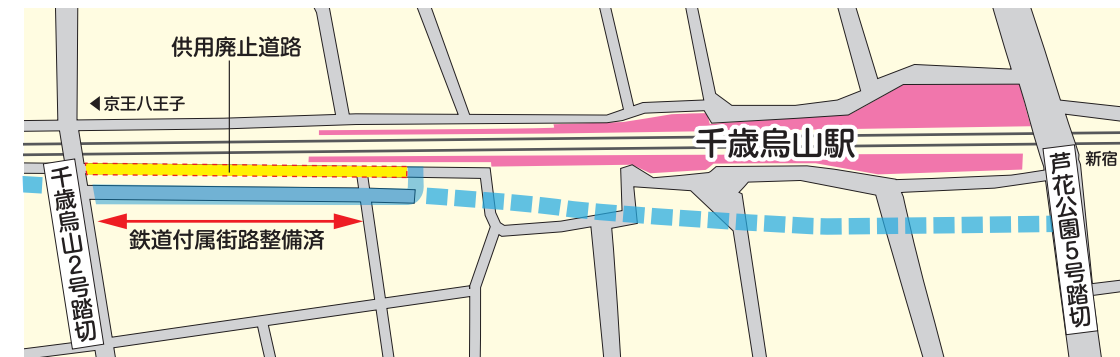 供用廃止道路
◀京王八王子
千歳烏山駅
新宿
千歳烏山2号踏切
芦花公園5号踏切
鉄道付属街路整備済